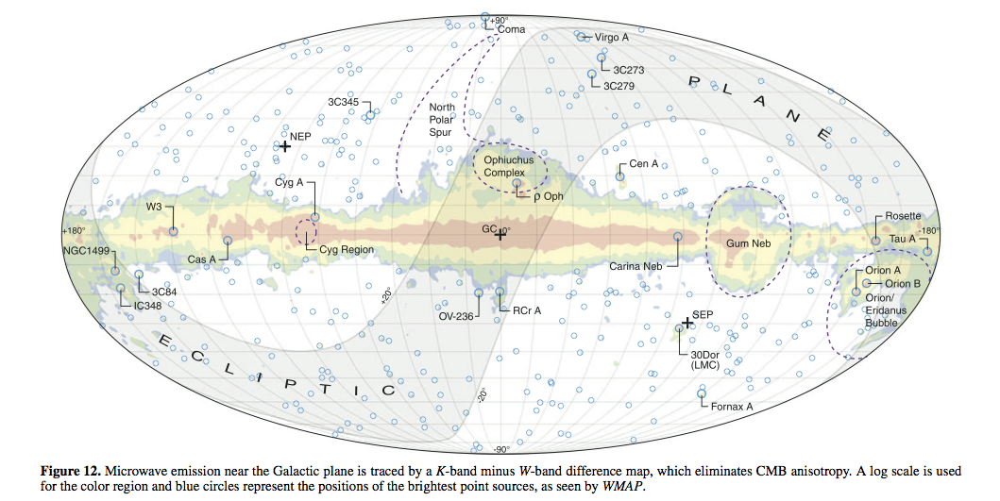 +90°
Coma
Virgo A
3C273
3C279
P L A N E
3C345
North
Polar
Spur
NEP
Ophiuchus
Complex
Cen A
Cyg A
ρ Oph
W3
Rosette
+180°
GC 0°
-180°
Tau A
NGC1499
Cyg Region
Gum Neb
Cas A
Carina Neb
Orion A
Orion B
3C84
IC348
+20°
OV-236
RCr A
SEP
Orion/
Eridanus
Bubble
30Dor
(LMC)
E C L I P T I C
-20°
Fornax A
-90°
Figure 12. Microwave emission near the Galactic plane is traced by a K-band minus W-band difference map, which eliminates CMB anisotropy. A log scale is used
for the color region and blue circles represent the positions of the brightest point sources, as seen by WMAP.